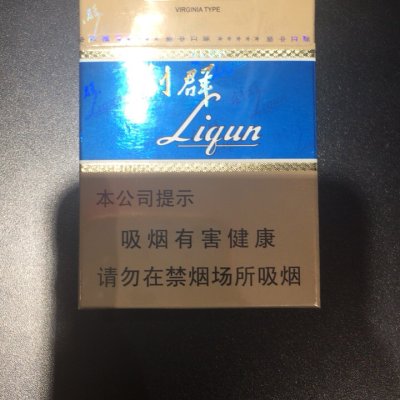 VIRGINIA TYPE
利群
Liqun
本公司提示
吸烟有害健康
请勿在禁烟场所吸烟